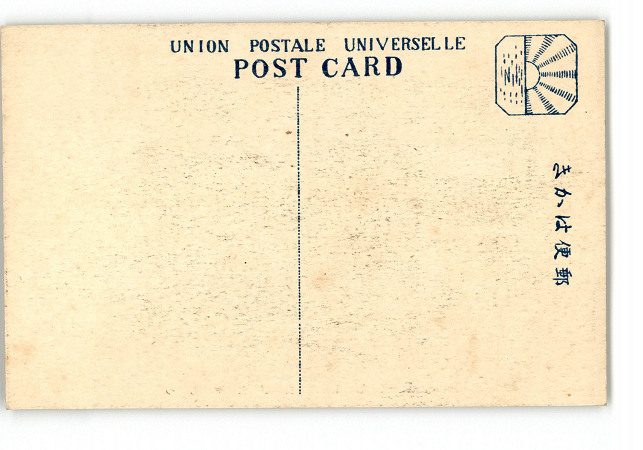 UNION POSTALE UNIVERSELLE
POST CARD
郵便はかき